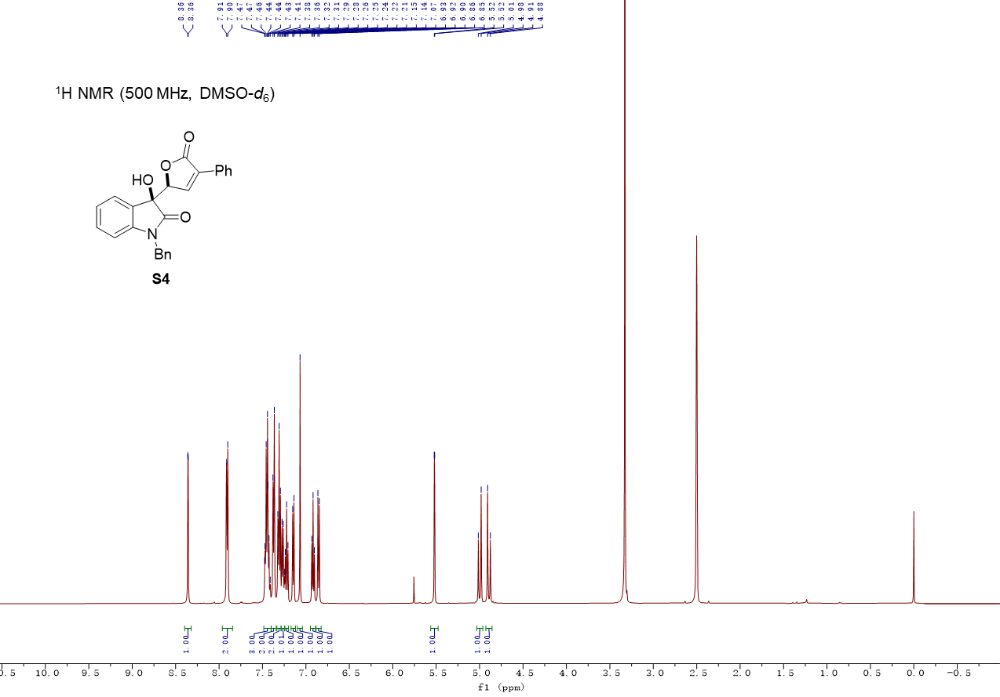 8.36 8.36 7.91 7.90 7.47 7.47 7.46 7.44 7.44 7.43 7.41 7.38 7.36 7.32 7.31 7.29 7.28 7.26 7.25 7.24 7.22 7.21 7.15 7.14 7.07 6.93 6.92 6.90 6.86 6.85 5.52 5.52 5.01 4.98 4.91 4.88
¹H NMR (500 MHz, DMSO-d₆)
O
O
Ph
HO
O
N
Bn
S4
1.00 2.00 3.00 2.00 2.00 1.01 1.00 1.00 1.00 1.00 1.00 1.00 1.00 1.00
0.5 10.0 9.5 9.0 8.5 8.0 7.5 7.0 6.5 6.0 5.5 5.0 4.5 4.0 3.5 3.0 2.5 2.0 1.5 1.0 0.5 0.0 -0.5
f1 (ppm)